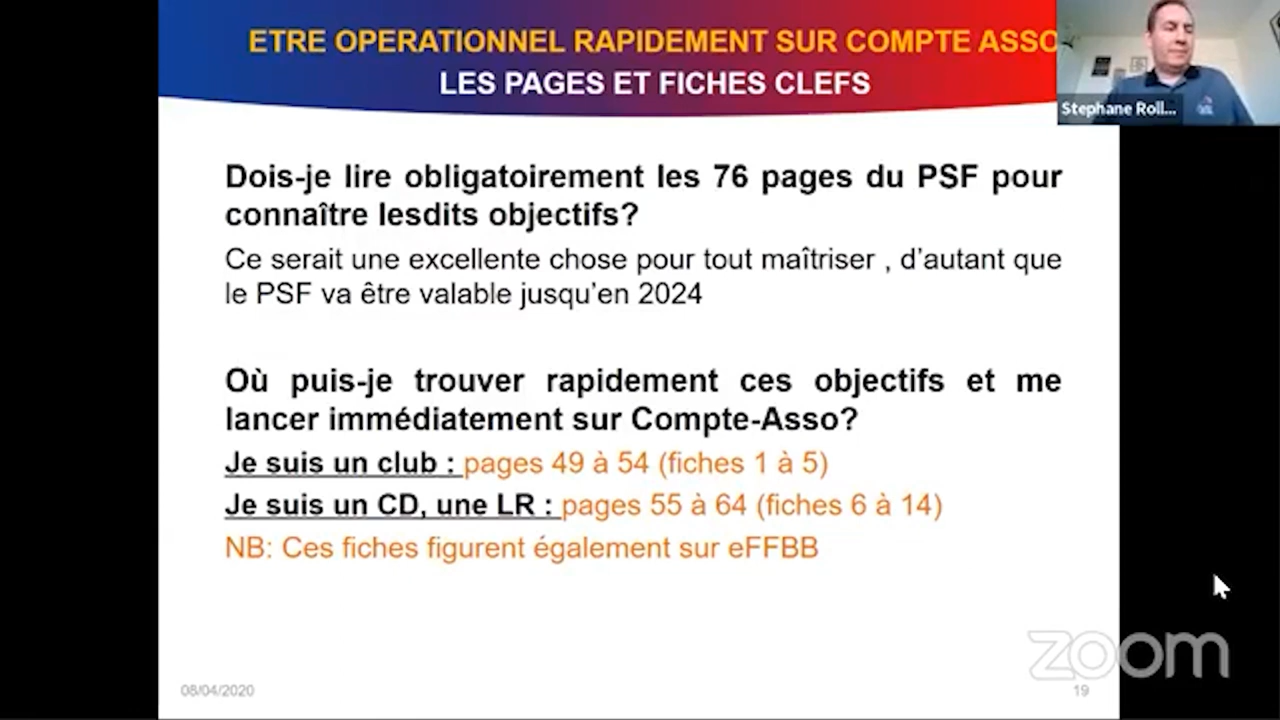 ETRE OPERATIONNEL RAPIDEMENT SUR COMPTE ASSO
LES PAGES ET FICHES CLEFS
Stephane Roll...
Dois-je lire obligatoirement les 76 pages du PSF pour
connaître lesdits objectifs?
Ce serait une excellente chose pour tout maîtriser , d'autant que
le PSF va être valable jusqu'en 2024
Où puis-je trouver rapidement ces objectifs et me
lancer immédiatement sur Compte-Asso?
Je suis un club : pages 49 à 54 (fiches 1 à 5)
Je suis un CD, une LR : pages 55 à 64 (fiches 6 à 14)
NB: Ces fiches figurent également sur eFFBB
zoom
08/04/2020
19